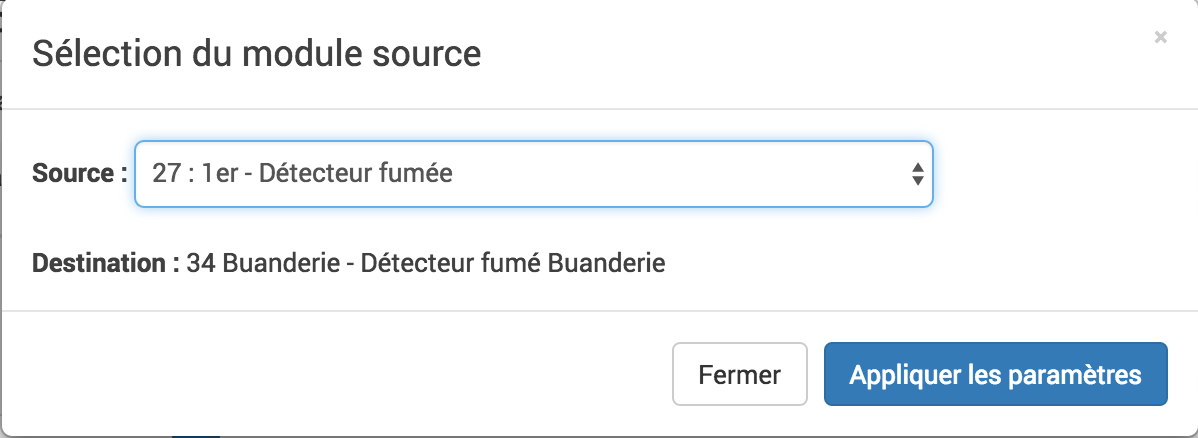 Sélection du module source
×
Source : 27 : 1er - Détecteur fumée
Destination : 34 Buanderie - Détecteur fumé Buanderie
Fermer Appliquer les paramètres